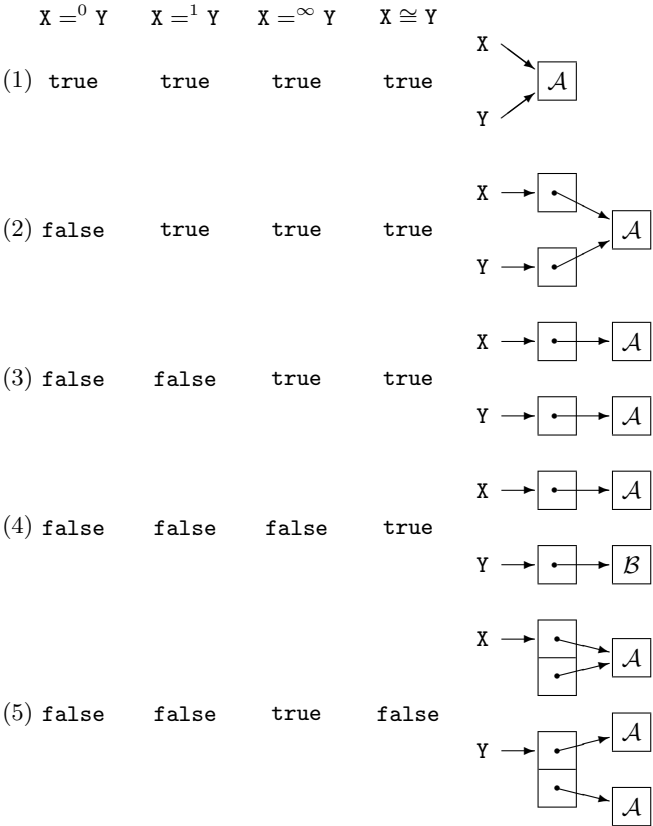 X =⁰ Y X =¹ Y X =^∞ Y X ≅ Y
X
(1) true true true true 𝒜
Y
X
(2) false true true true 𝒜
Y
X 𝒜
(3) false false true true
Y 𝒜
X 𝒜
(4) false false false true
Y ℬ
X 𝒜
(5) false false true false
Y 𝒜
𝒜